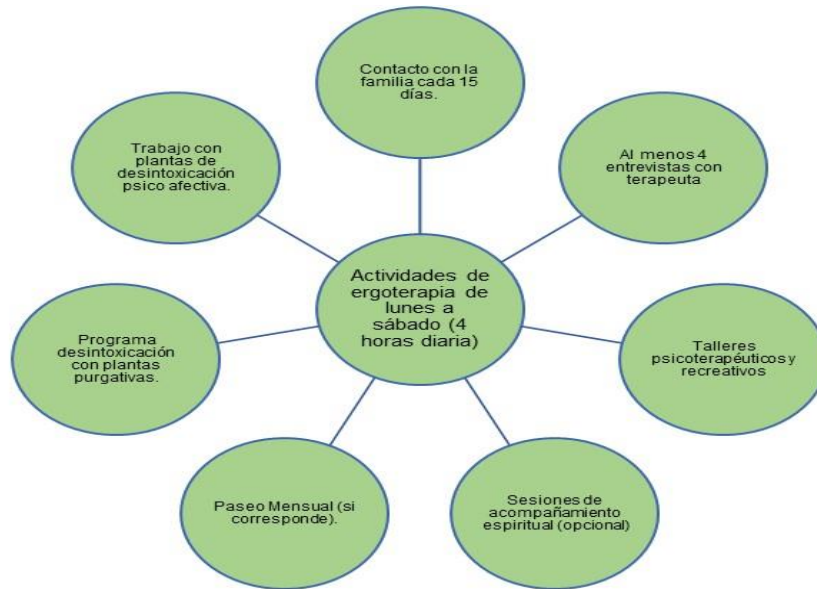 Contacto con la
familia cada 15
días.
Trabajo con
plantas de
desintoxicación
psico afectiva.
Al menos 4
entrevistas con
terapeuta
Actividades de
ergoterapia de
lunes a
sábado (4
horas diaria)
Programa
desintoxicación
con plantas
purgativas.
Talleres
psicoterapéuticos y
recreativos
Paseo Mensual (si
corresponde).
Sesiones de
acompañamiento
espiritual (opcional)